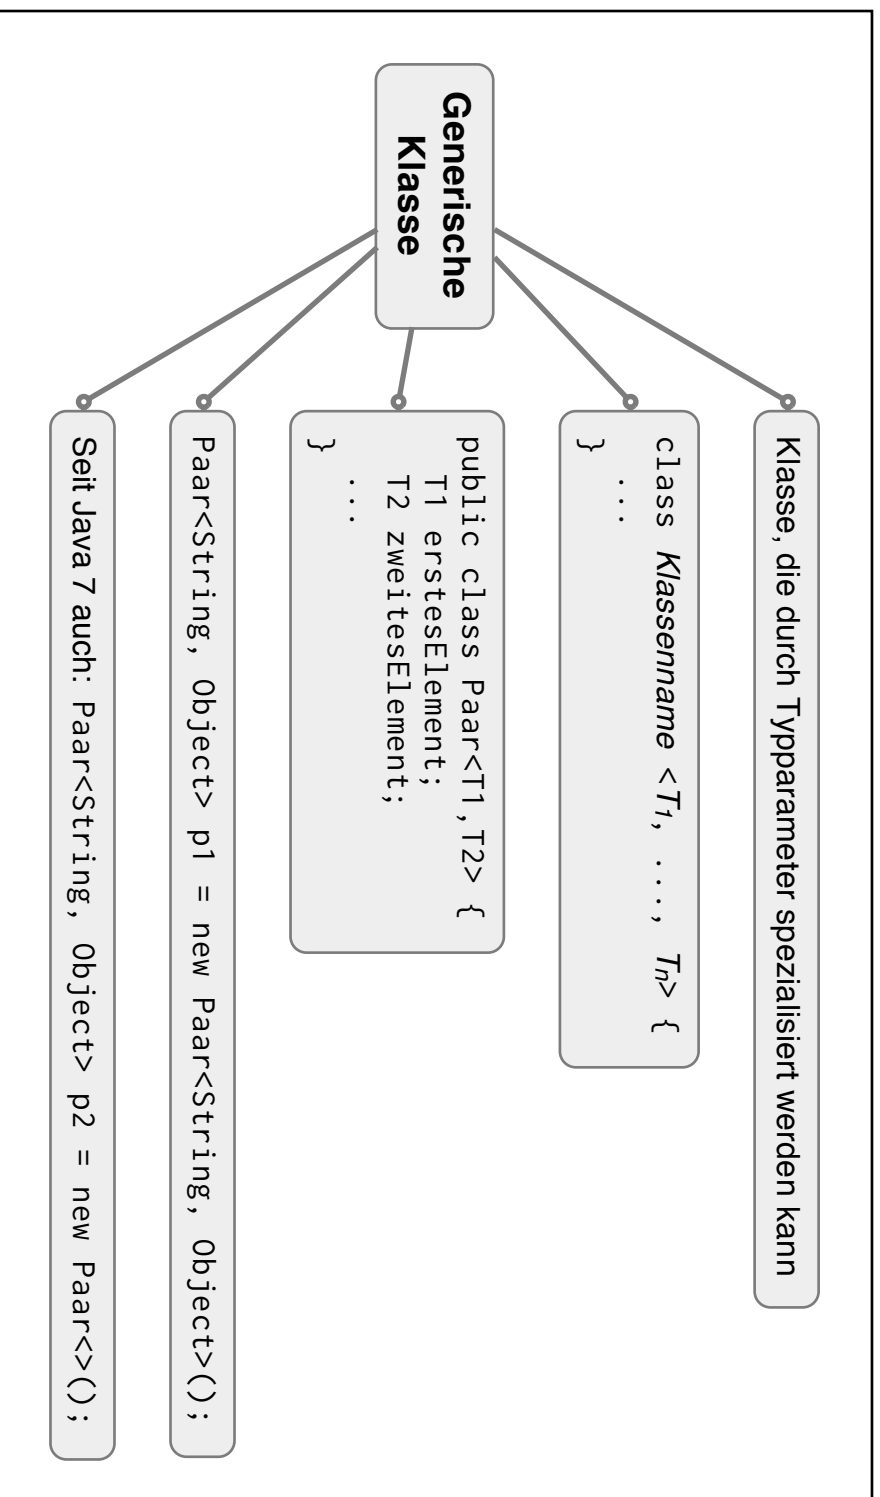 Generische
Klasse
Klasse, die durch Typparameter spezialisiert werden kann
class Klassenname <T1, ..., Tn> {
...
}
public class Paar<T1,T2> {
T1 erstesElement;
T2 zweitesElement;
...
}
Paar<String, Object> p1 = new Paar<String, Object>();
Seit Java 7 auch: Paar<String, Object> p2 = new Paar<>();